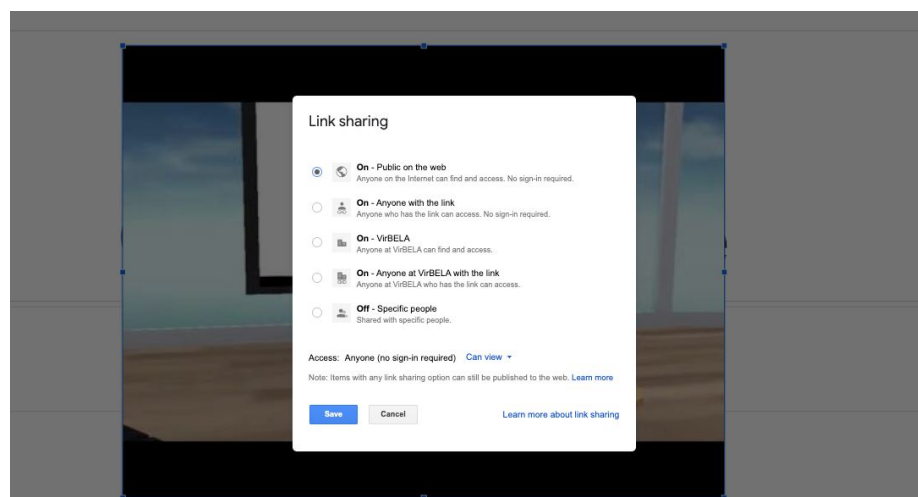 Link sharing
On - Public on the web
Anyone on the Internet can find and access. No sign-in required.
On - Anyone with the link
Anyone who has the link can access. No sign-in required.
On - VirBELA
Anyone at VirBELA can find and access.
On - Anyone at VirBELA with the link
Anyone at VirBELA who has the link can access.
Off - Specific people
Shared with specific people.
Access: Anyone (no sign-in required) Can view
Note: Items with any link sharing option can still be published to the web. Learn more
Save Cancel Learn more about link sharing